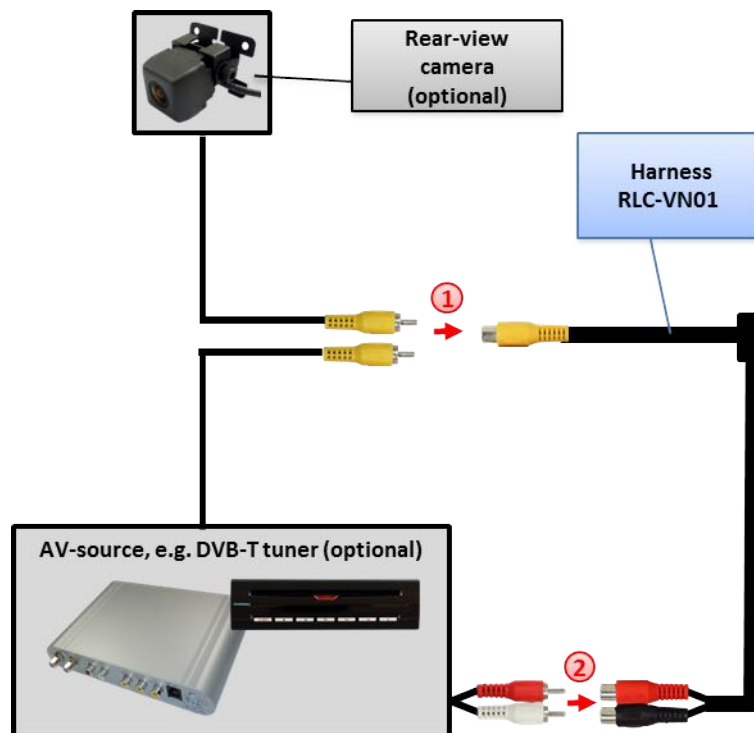 Rear-view
camera
(optional)
Harness
RLC-VN01
1
AV-source, e.g. DVB-T tuner (optional)
2